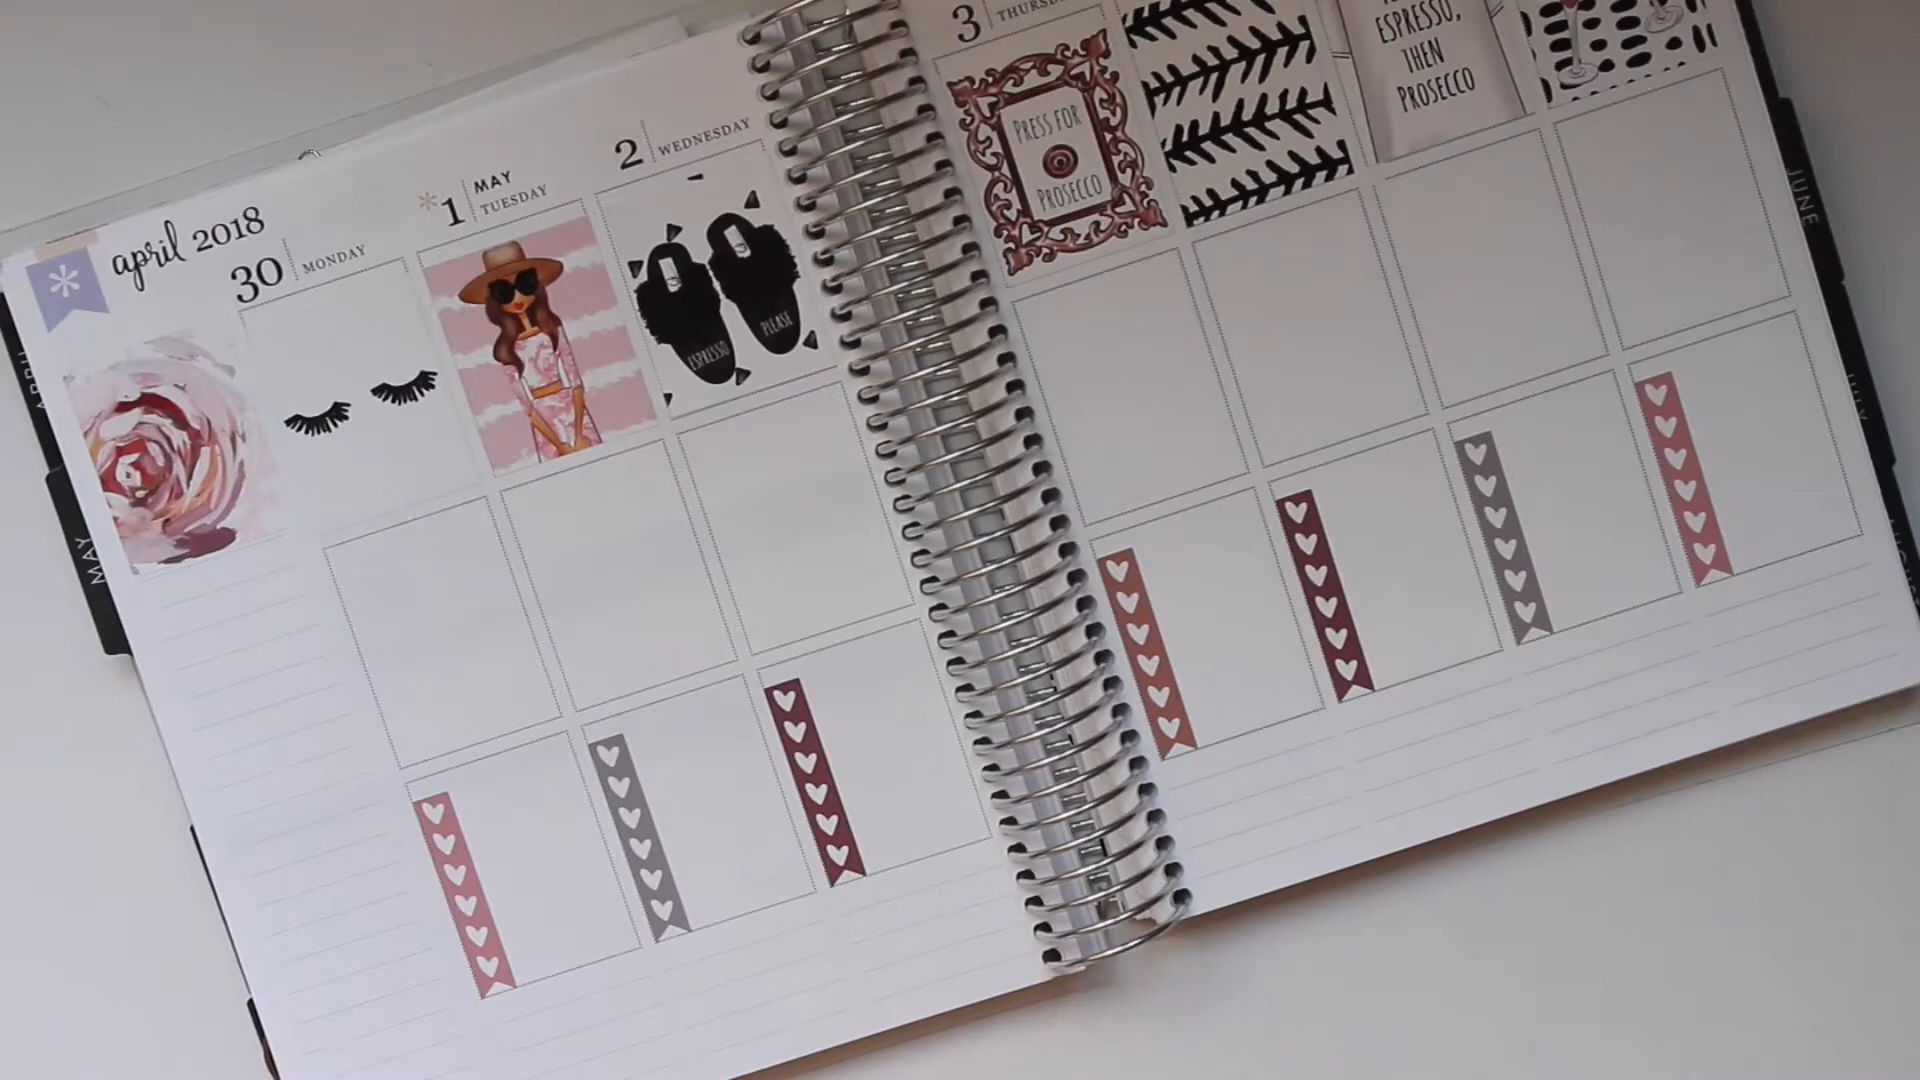 april 2018
30 MONDAY
*1 MAY
TUESDAY
2 WEDNESDAY
3
ESPRESSO
PLEASE
PRESS FOR
PROSECCO
ESPRESSO,
THEN
PROSECCO
MAY
JUNE
JULY